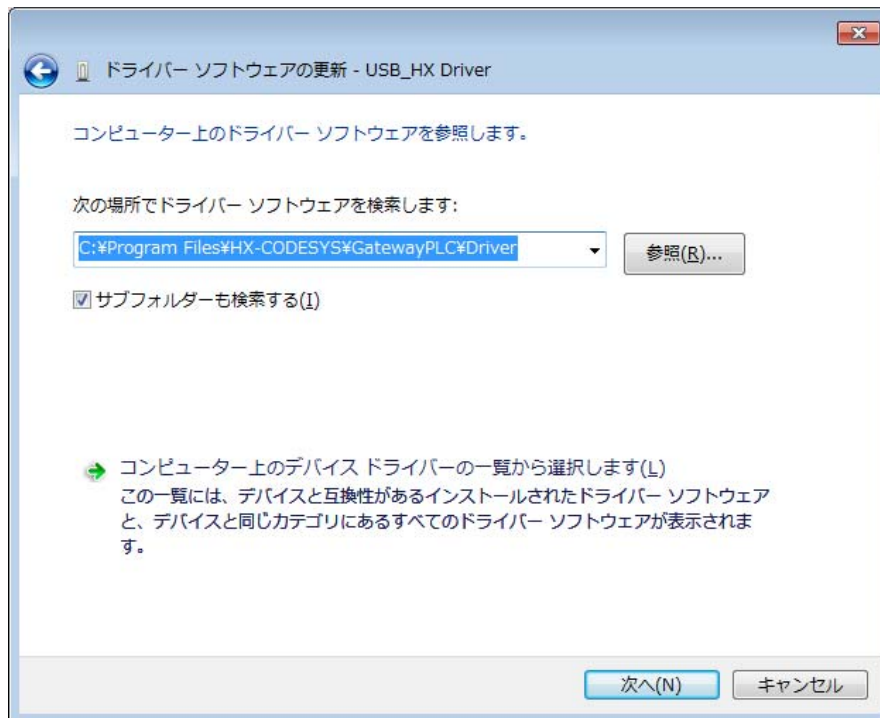 ドライバー ソフトウェアの更新 - USB_HX Driver
コンピューター上のドライバー ソフトウェアを参照します。
次の場所でドライバー ソフトウェアを検索します:
C:¥Program Files¥HX-CODESYS¥GatewayPLC¥Driver
参照(R)...
サブフォルダーも検索する(I)
コンピューター上のデバイス ドライバーの一覧から選択します(L)
この一覧には、デバイスと互換性があるインストールされたドライバー ソフトウェア
と、デバイスと同じカテゴリにあるすべてのドライバー ソフトウェアが表示されま
す。
次へ(N)
キャンセル